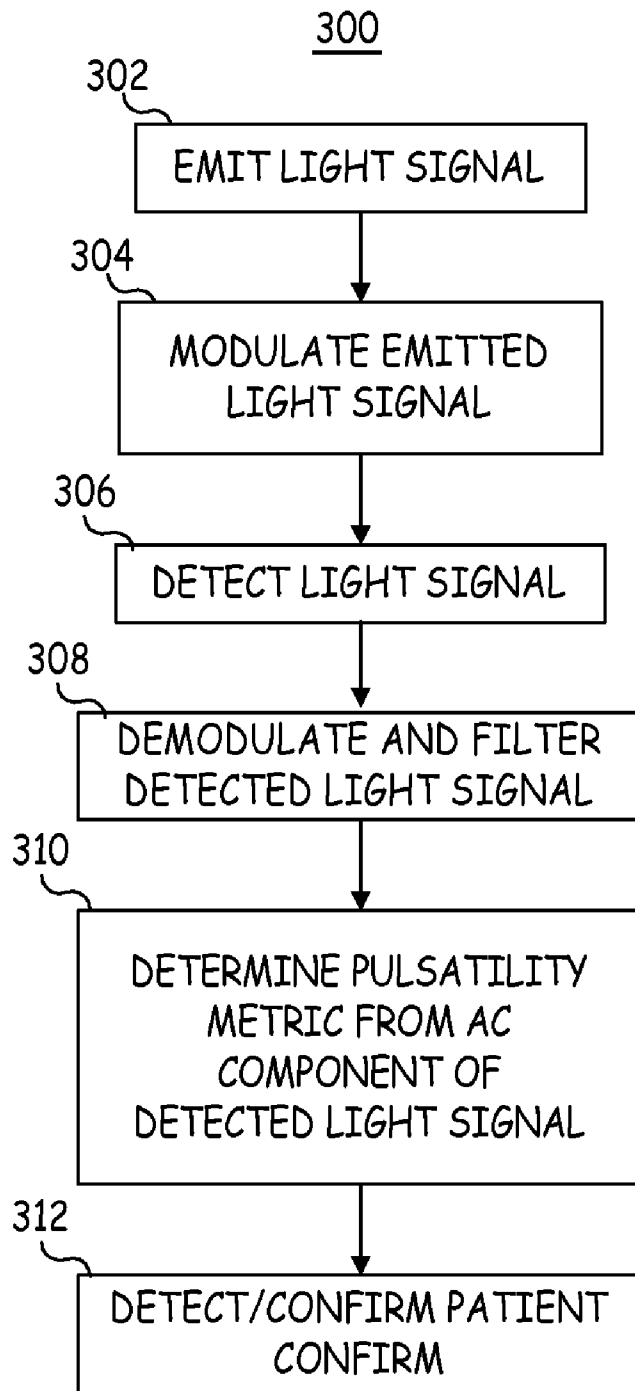 300
302
EMIT LIGHT SIGNAL
304
MODULATE EMITTED
LIGHT SIGNAL
306
DETECT LIGHT SIGNAL
308
DEMODULATE AND FILTER
DETECTED LIGHT SIGNAL
310
DETERMINE PULSATILITY
METRIC FROM AC
COMPONENT OF
DETECTED LIGHT SIGNAL
312
DETECT/CONFIRM PATIENT
CONFIRM